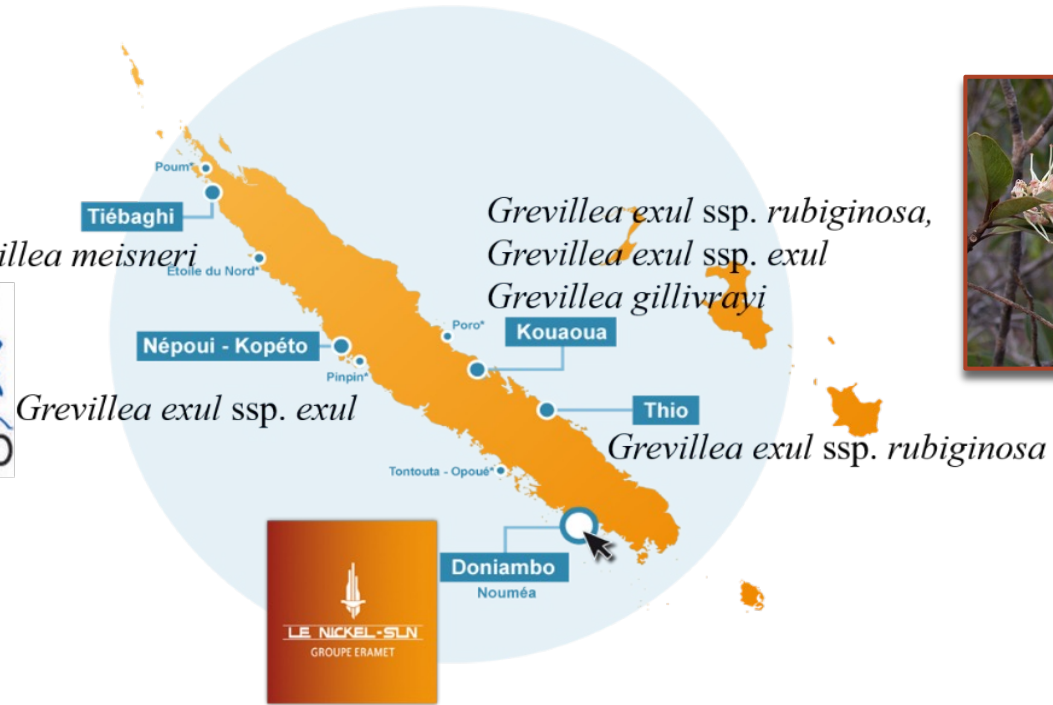 Poum*
Tiébaghi
Grevillea exul ssp. rubiginosa,
Grevillea exul ssp. exul
Grevillea gillivrayi
meisneri
Etoile du Nord*
Poro*
Kouaoua
Népoui - Kopéto
Pinpin*
Grevillea exul ssp. exul
Thio
Grevillea exul ssp. rubiginosa
Tontouta - Opoué*
Doniambo
Nouméa
LE NICKEL-SLN
GROUPE ERAMET